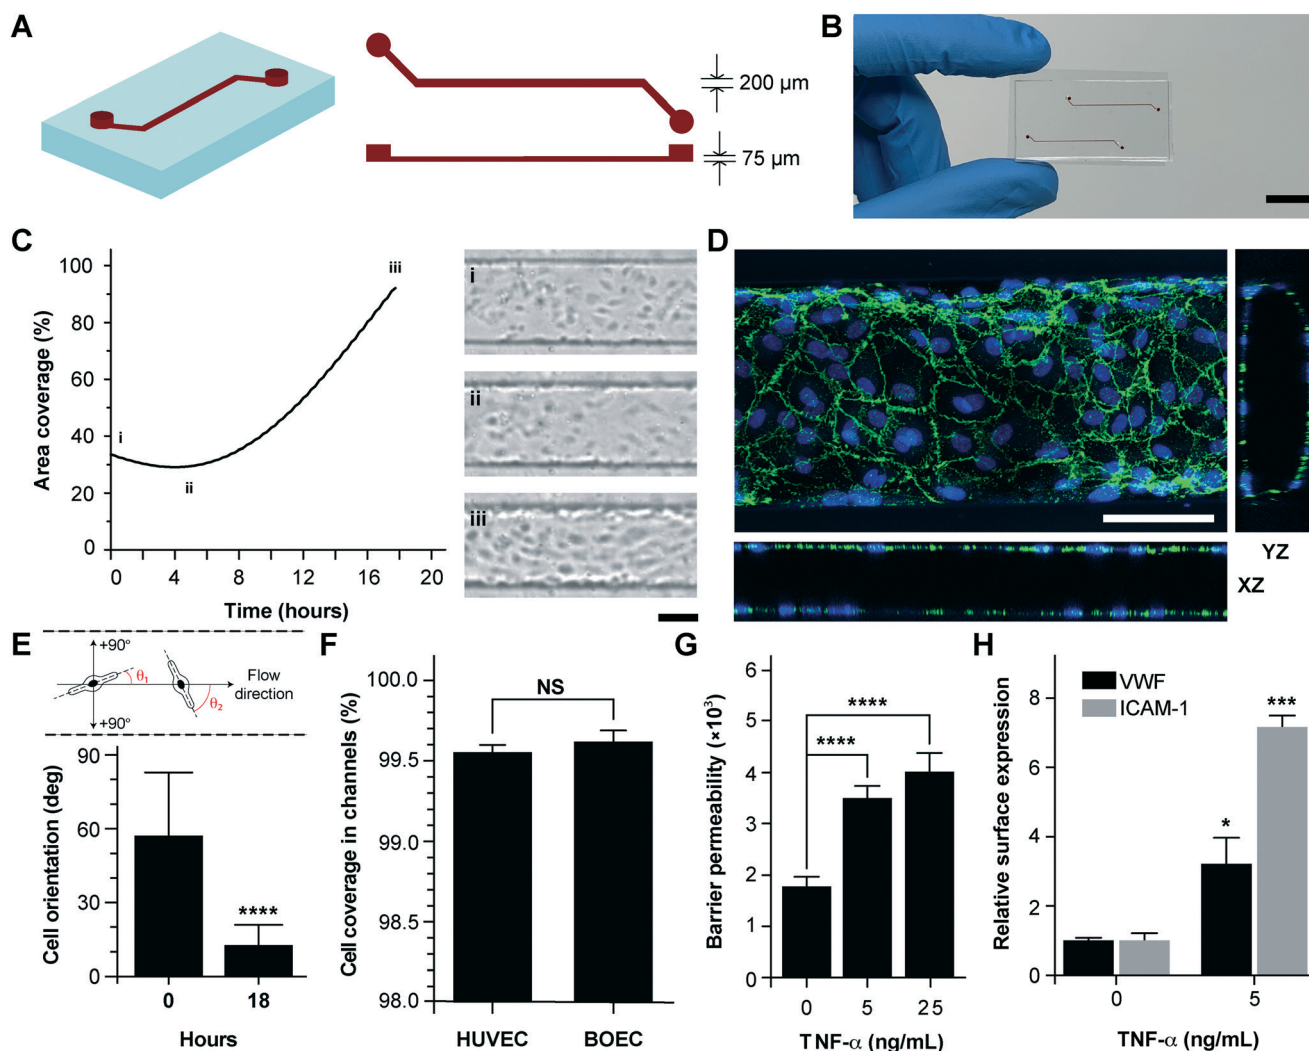 A
200 µm
75 µm
B
C
Area coverage (%)
100
80
60
40
20
0
i
ii
iii
0 4 8 12 16 20
Time (hours)
i
ii
iii
D
YZ
XZ
E
+90°
θ1
θ2
+90°
Flow
direction
Cell orientation (deg)
90
60
30
0
****
0 18
Hours
F
Cell coverage in channels (%)
100.0
99.5
99.0
98.5
98.0
NS
HUVEC BOEC
G
Barrier permeability (×10³)
6
5
4
3
2
1
0
****
****
0 5 25
TNF-α (ng/mL)
H
Relative surface expression
8
6
4
2
0
VWF
ICAM-1
*
***
0 5
TNF-α (ng/mL)